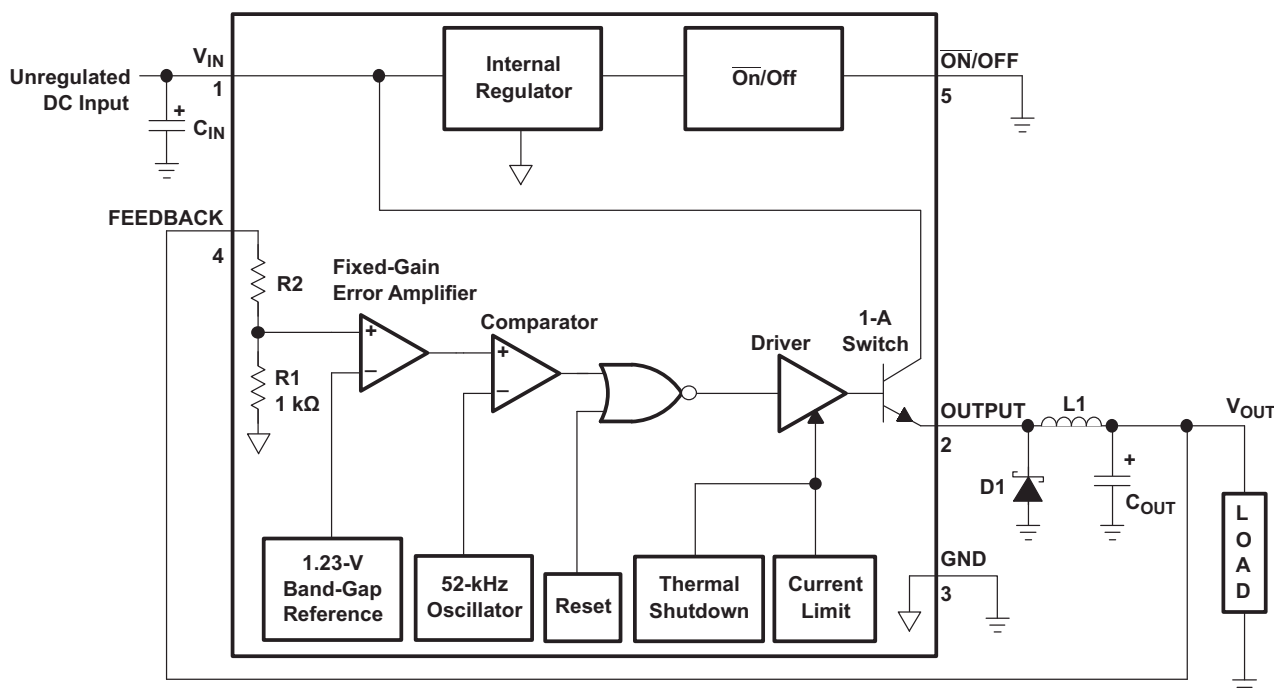 V_IN
Unregulated
DC Input
1
+
C_IN
Internal
Regulator
O̅n̅/Off
O̅N̅/OFF
5
FEEDBACK
4
R2
R1
1 kΩ
Fixed-Gain
Error Amplifier
+
−
Comparator
+
−
Driver
1-A
Switch
OUTPUT
2
L1
V_OUT
D1
+
C_OUT
L
O
A
D
GND
3
1.23-V
Band-Gap
Reference
52-kHz
Oscillator
Reset
Thermal
Shutdown
Current
Limit